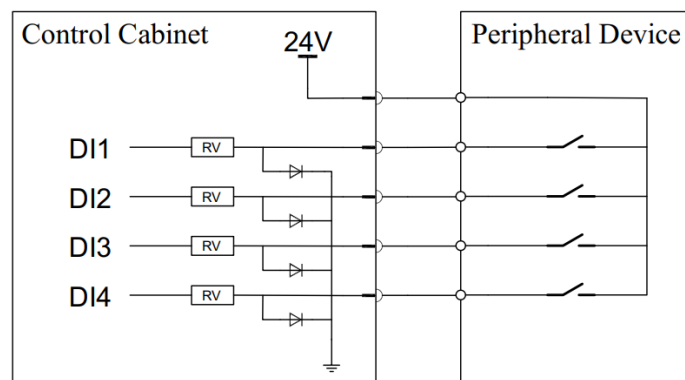 Control Cabinet
Peripheral Device
24V
DI1
RV
DI2
RV
DI3
RV
DI4
RV